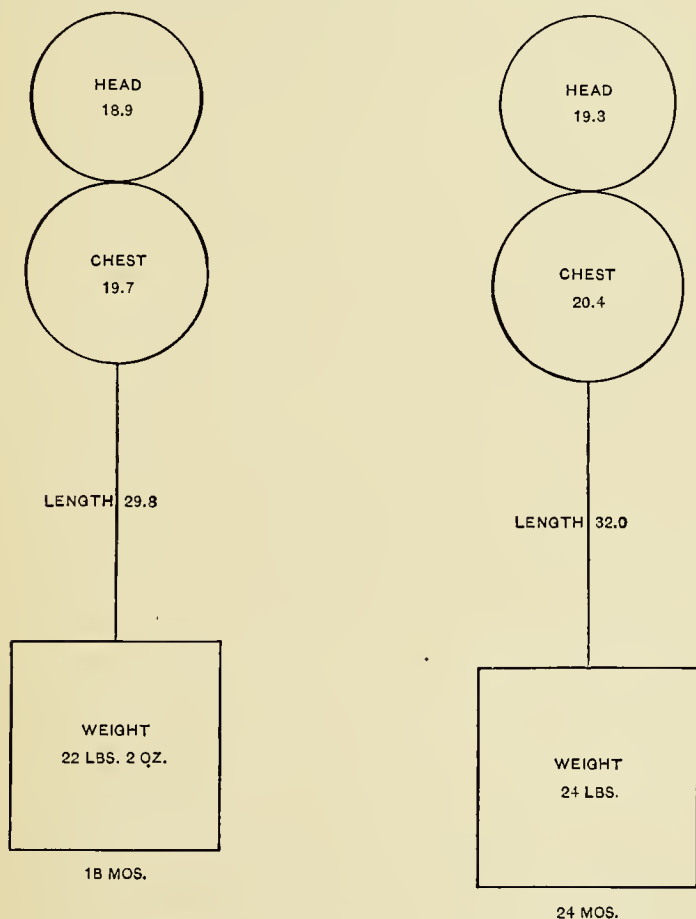 HEAD
18.9
CHEST
19.7
LENGTH 29.8
WEIGHT
22 LBS. 2 OZ.
18 MOS.
HEAD
19.3
CHEST
20.4
LENGTH 32.0
WEIGHT
24 LBS.
24 MOS.